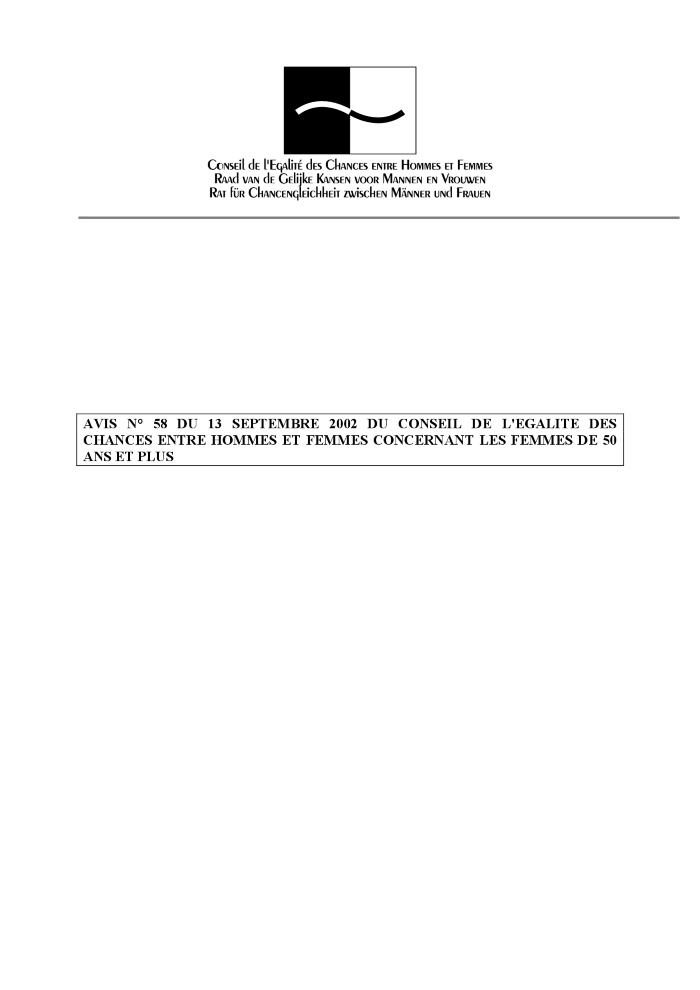 Conseil de l'Egalité des Chances entre Hommes et Femmes
Raad van de Gelijke Kansen voor Mannen en Vrouwen
Rat für Chancengleichheit zwischen Männer und Frauen
AVIS N° 58 DU 13 SEPTEMBRE 2002 DU CONSEIL DE L'EGALITE DES
CHANCES ENTRE HOMMES ET FEMMES CONCERNANT LES FEMMES DE 50
ANS ET PLUS